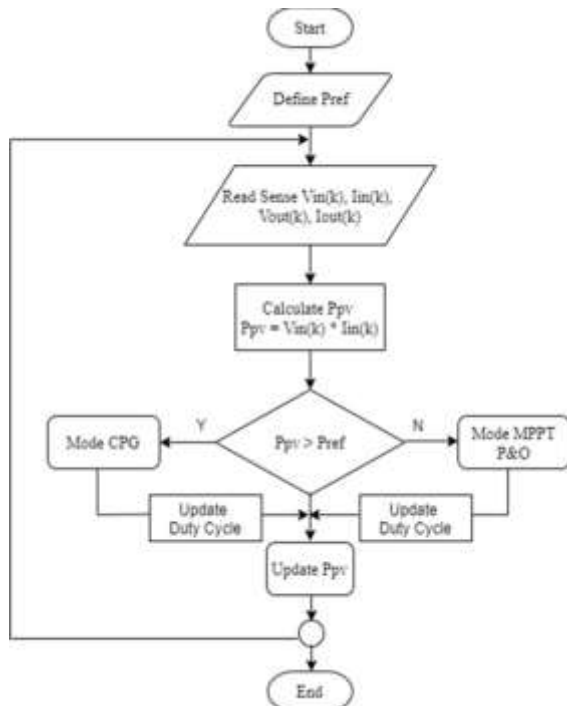 Start
Define Pref
Read Sense Vin(k), Iin(k),
Vout(k), Iout(k)
Calculate Ppv
Ppv = Vin(k) * Iin(k)
Ppv > Pref
Y
N
Mode CPG
Mode MPPT
P&O
Update
Duty Cycle
Update
Duty Cycle
Update Ppv
End